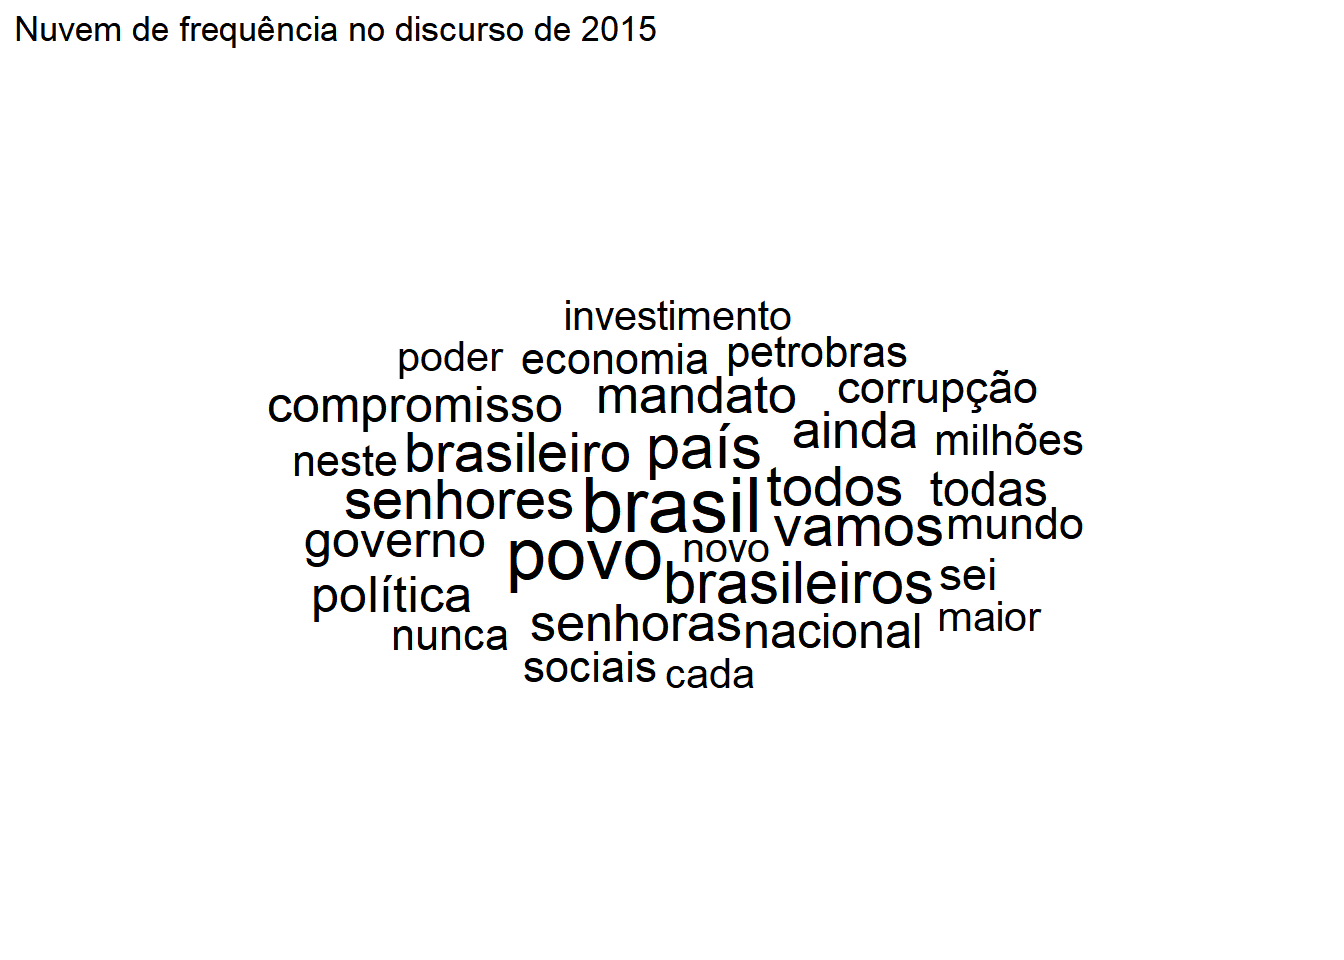 Nuvem de frequência no discurso de 2015
investimento
poder economia petrobras
compromisso mandato corrupção
neste brasileiro país ainda milhões
senhores brasil todos todas
governo povo novo vamos mundo
política brasileiros sei
nunca senhoras nacional maior
sociais cada